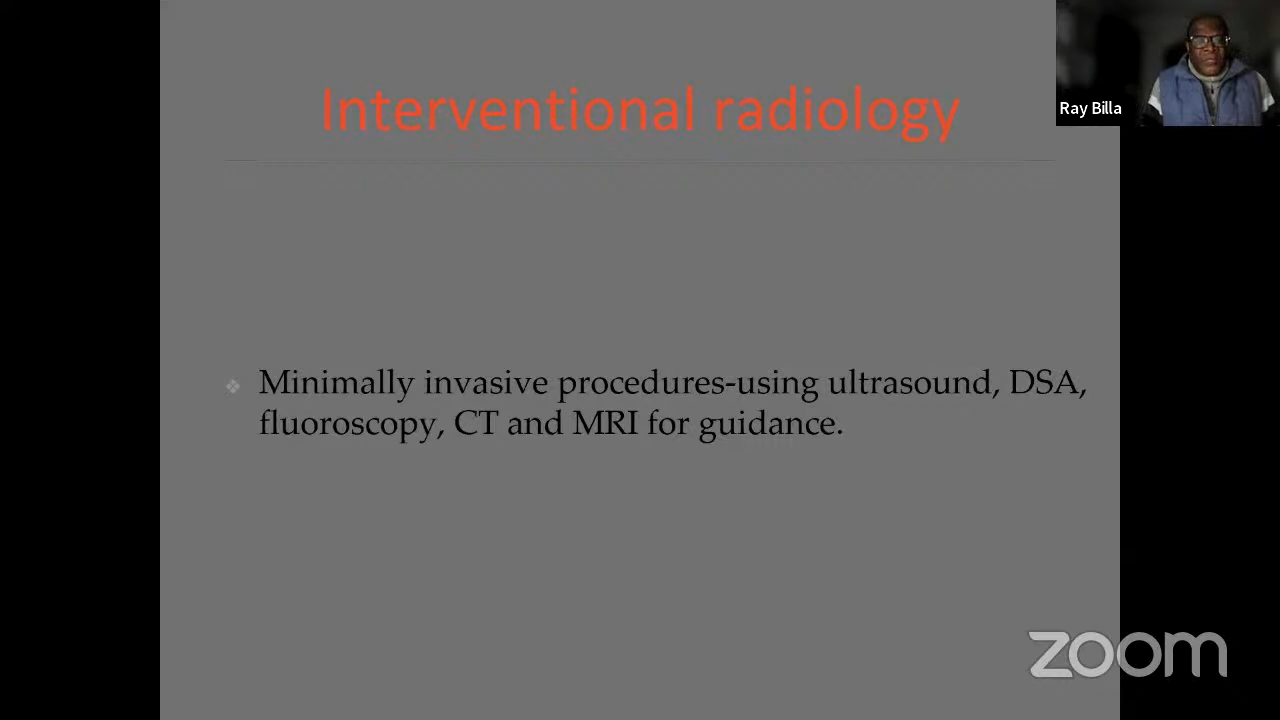 Interventional radiology
Ray Billa
Minimally invasive procedures-using ultrasound, DSA,
fluoroscopy, CT and MRI for guidance.
zoom